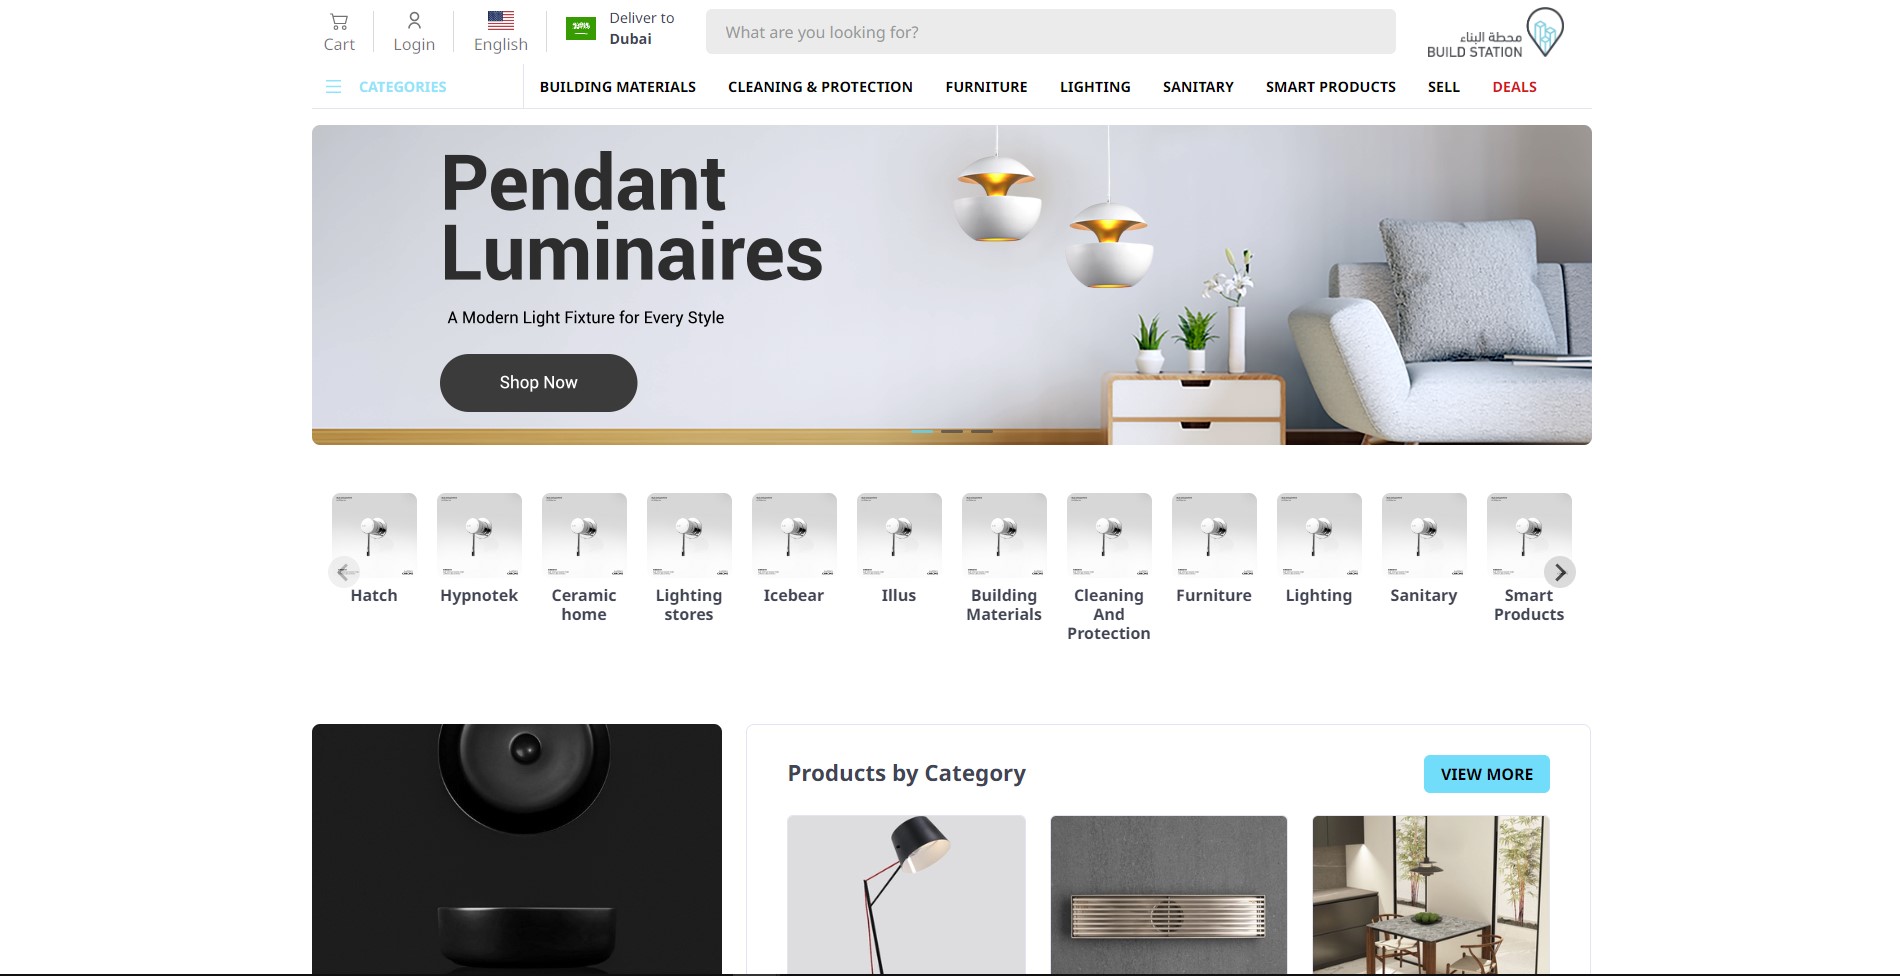 Cart
Login
English
Deliver to
Dubai
What are you looking for?
محطة البناء
BUILD STATION
CATEGORIES
BUILDING MATERIALS
CLEANING & PROTECTION
FURNITURE
LIGHTING
SANITARY
SMART PRODUCTS
SELL
DEALS
Pendant
Luminaires
A Modern Light Fixture for Every Style
Shop Now
Hatch
Hypnotek
Ceramic
home
Lighting
stores
Icebear
Illus
Building
Materials
Cleaning
And
Protection
Furniture
Lighting
Sanitary
Smart
Products
Products by Category
VIEW MORE